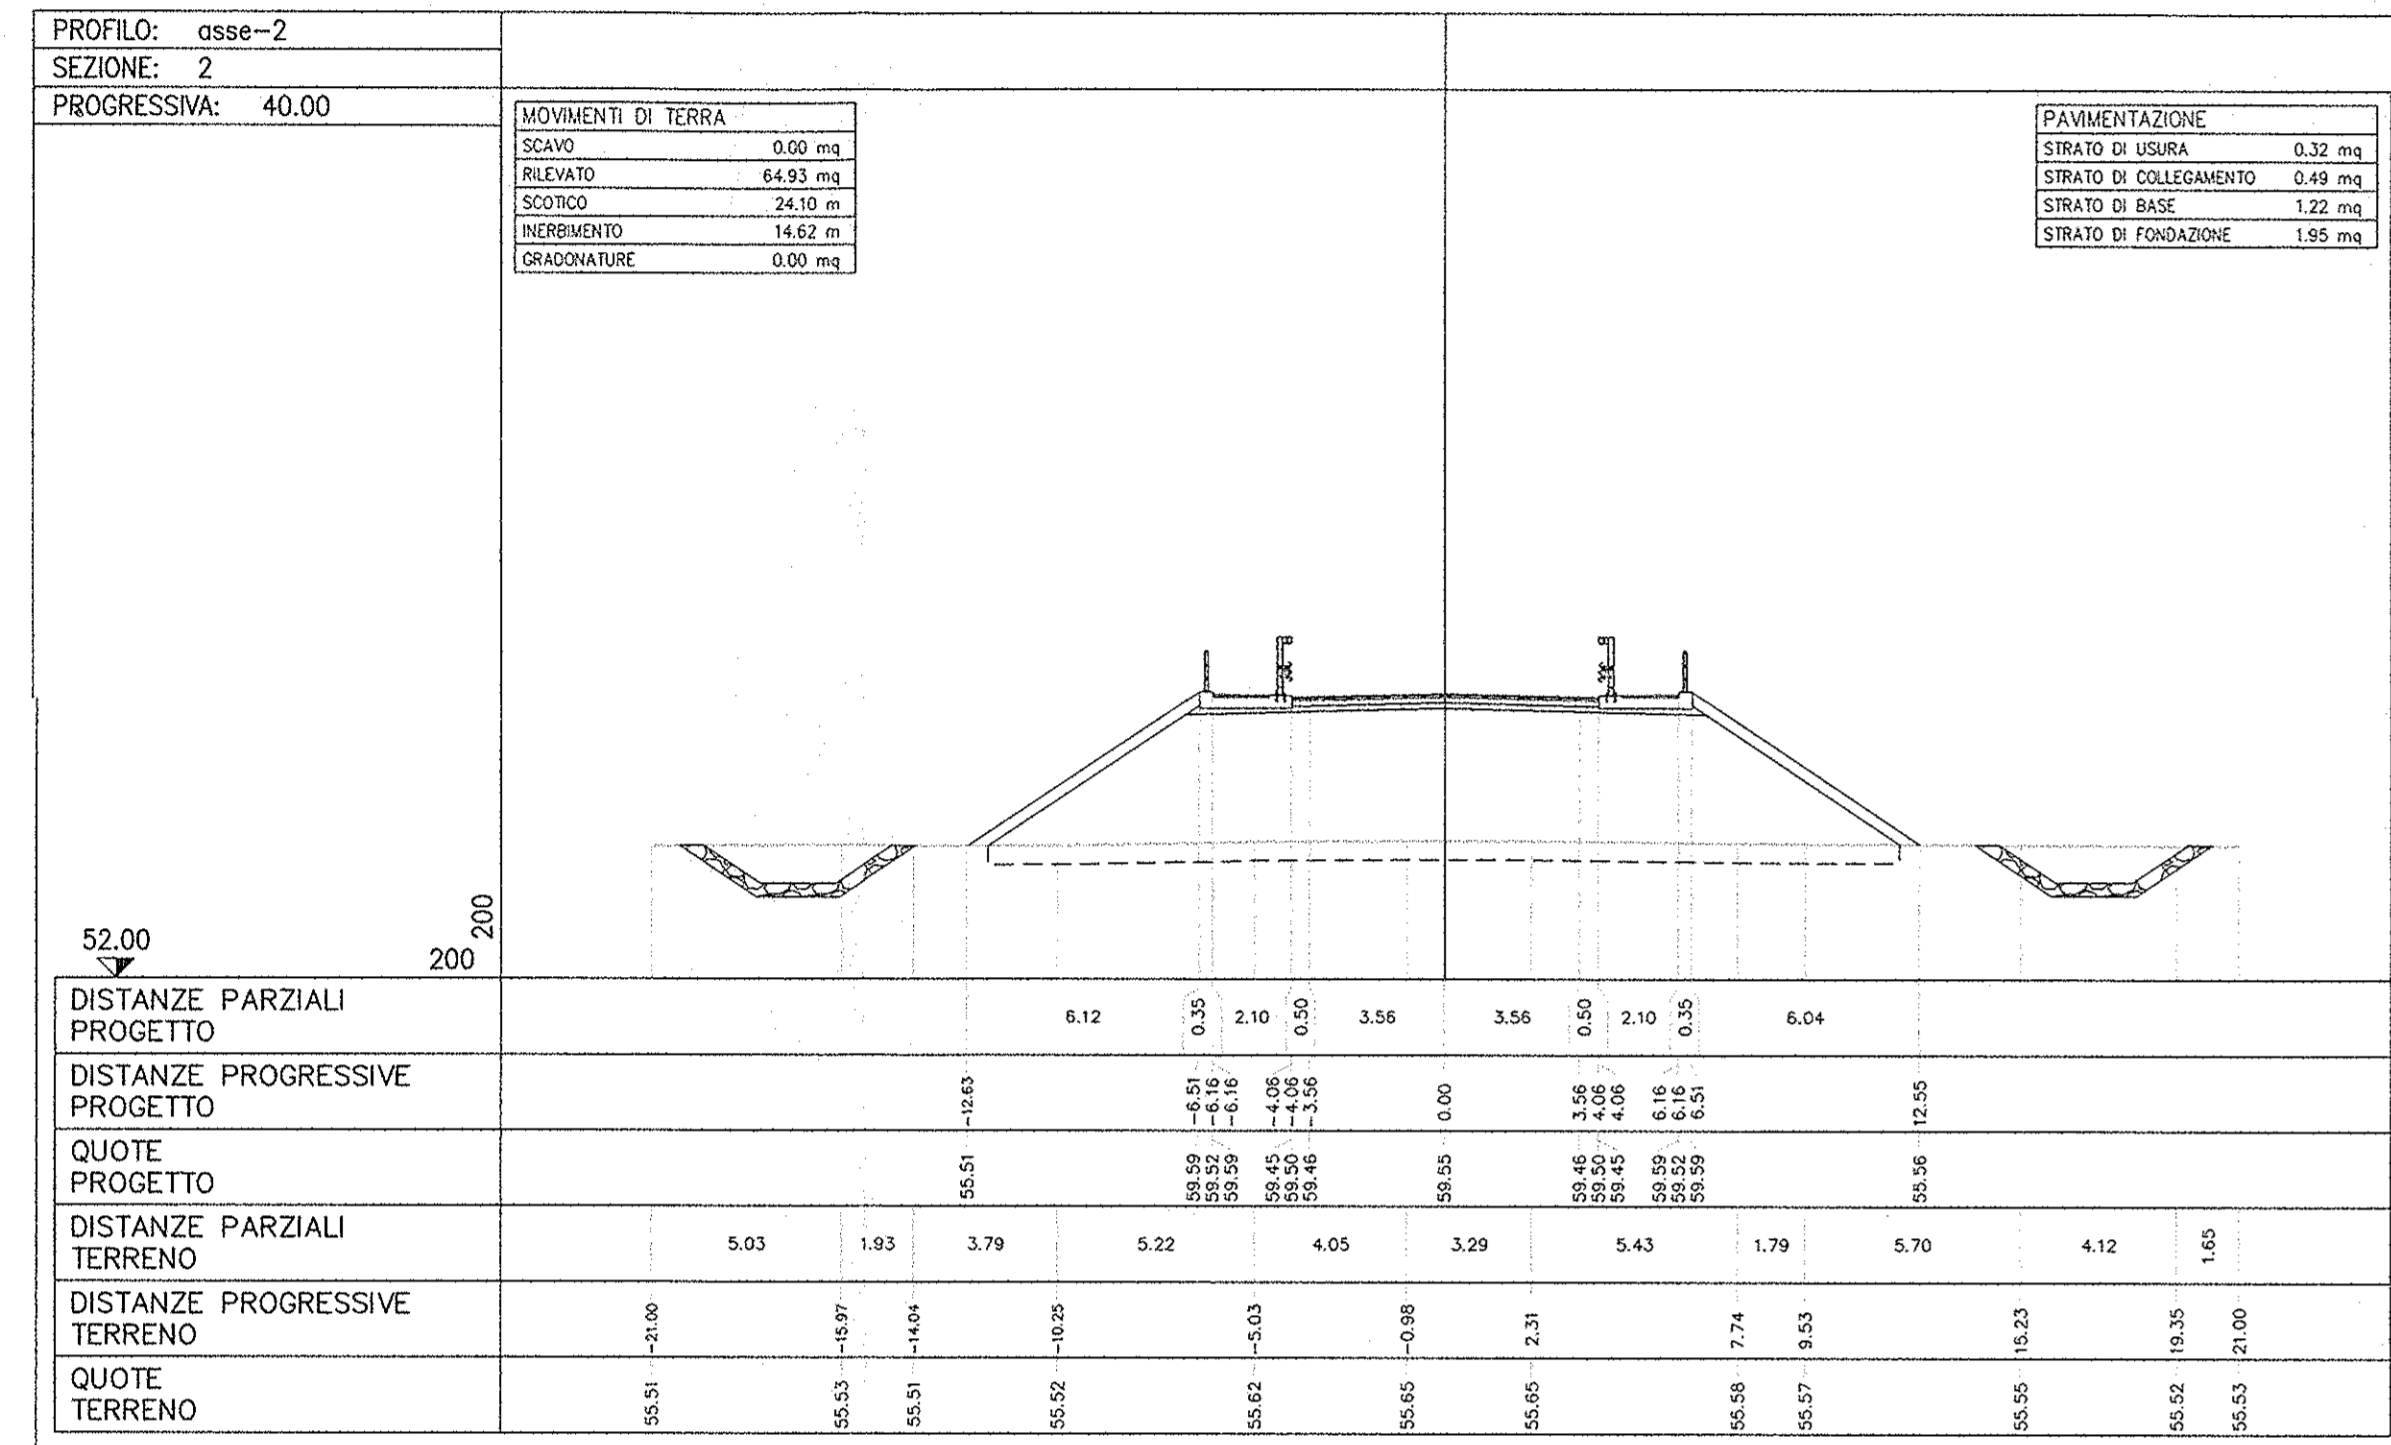 PROFILO: asse-2
SEZIONE: 2
PROGRESSIVA: 40.00
MOVIMENTI DI TERRA
SCAVO 0.00 mq
RILEVATO 64.93 mq
SCOTICO 24.10 m
INERBIMENTO 14.62 m
GRADONATURE 0.00 mq
PAVIMENTAZIONE
STRATO DI USURA 0.32 mq
STRATO DI COLLEGAMENTO 0.49 mq
STRATO DI BASE 1.22 mq
STRATO DI FONDAZIONE 1.95 mq
52.00
200
200
DISTANZE PARZIALI
PROGETTO
6.12 0.35 2.10 0.50 3.56 3.56 0.50 2.10 0.35 6.04
DISTANZE PROGRESSIVE
PROGETTO
-12.63 -6.51 -6.16 -6.16 -4.06 -4.06 -3.56 0.00 3.56 4.06 4.06 6.16 6.16 6.51 12.55
QUOTE
PROGETTO
55.51 59.59 59.52 59.59 59.45 59.50 59.46 59.55 59.46 59.50 59.45 59.59 59.52 59.59 55.56
DISTANZE PARZIALI
TERRENO
5.03 1.93 3.79 5.22 4.05 3.29 5.43 1.79 5.70 4.12 1.65
DISTANZE PROGRESSIVE
TERRENO
-21.00 -15.97 -14.04 -10.25 -5.03 -0.98 2.31 7.74 9.53 15.23 19.35 21.00
QUOTE
TERRENO
55.51 55.53 55.51 55.52 55.62 55.65 55.65 55.58 55.57 55.55 55.52 55.53